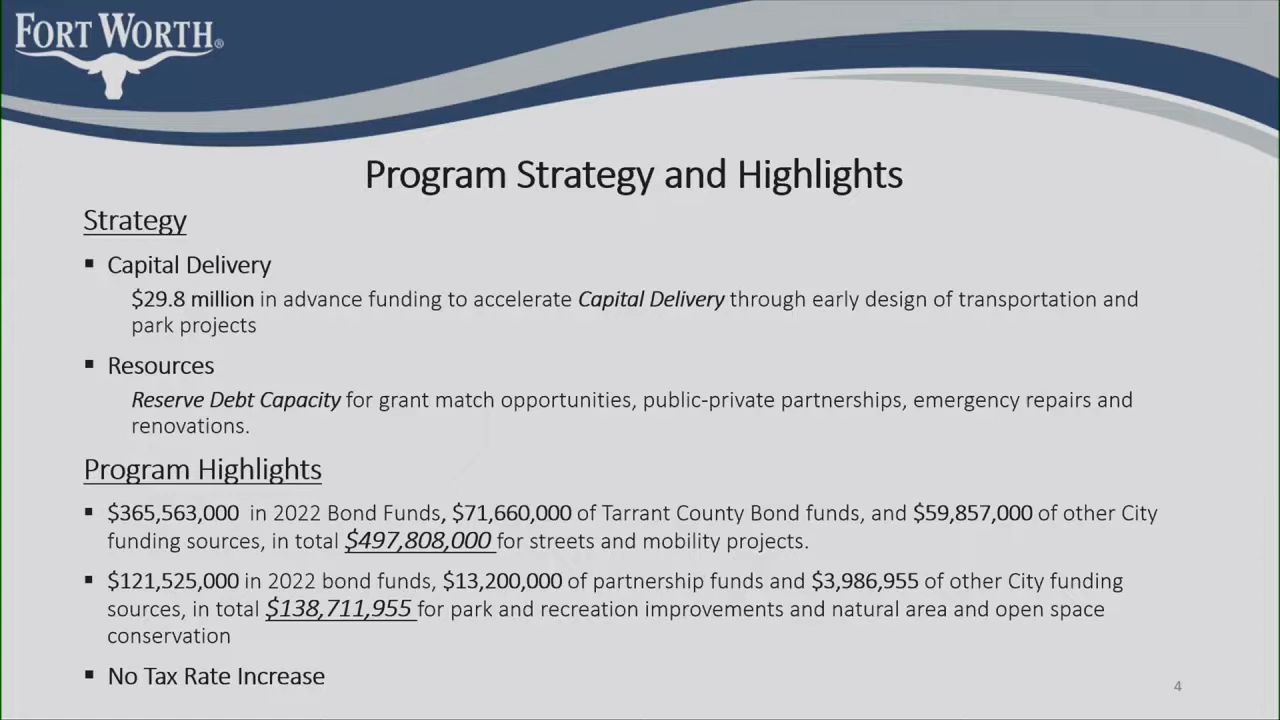 FORT WORTH®
Program Strategy and Highlights
Strategy
▪ Capital Delivery
$29.8 million in advance funding to accelerate Capital Delivery through early design of transportation and
park projects
▪ Resources
Reserve Debt Capacity for grant match opportunities, public-private partnerships, emergency repairs and
renovations.
Program Highlights
▪ $365,563,000 in 2022 Bond Funds, $71,660,000 of Tarrant County Bond funds, and $59,857,000 of other City
funding sources, in total $497,808,000 for streets and mobility projects.
▪ $121,525,000 in 2022 bond funds, $13,200,000 of partnership funds and $3,986,955 of other City funding
sources, in total $138,711,955 for park and recreation improvements and natural area and open space
conservation
▪ No Tax Rate Increase
4